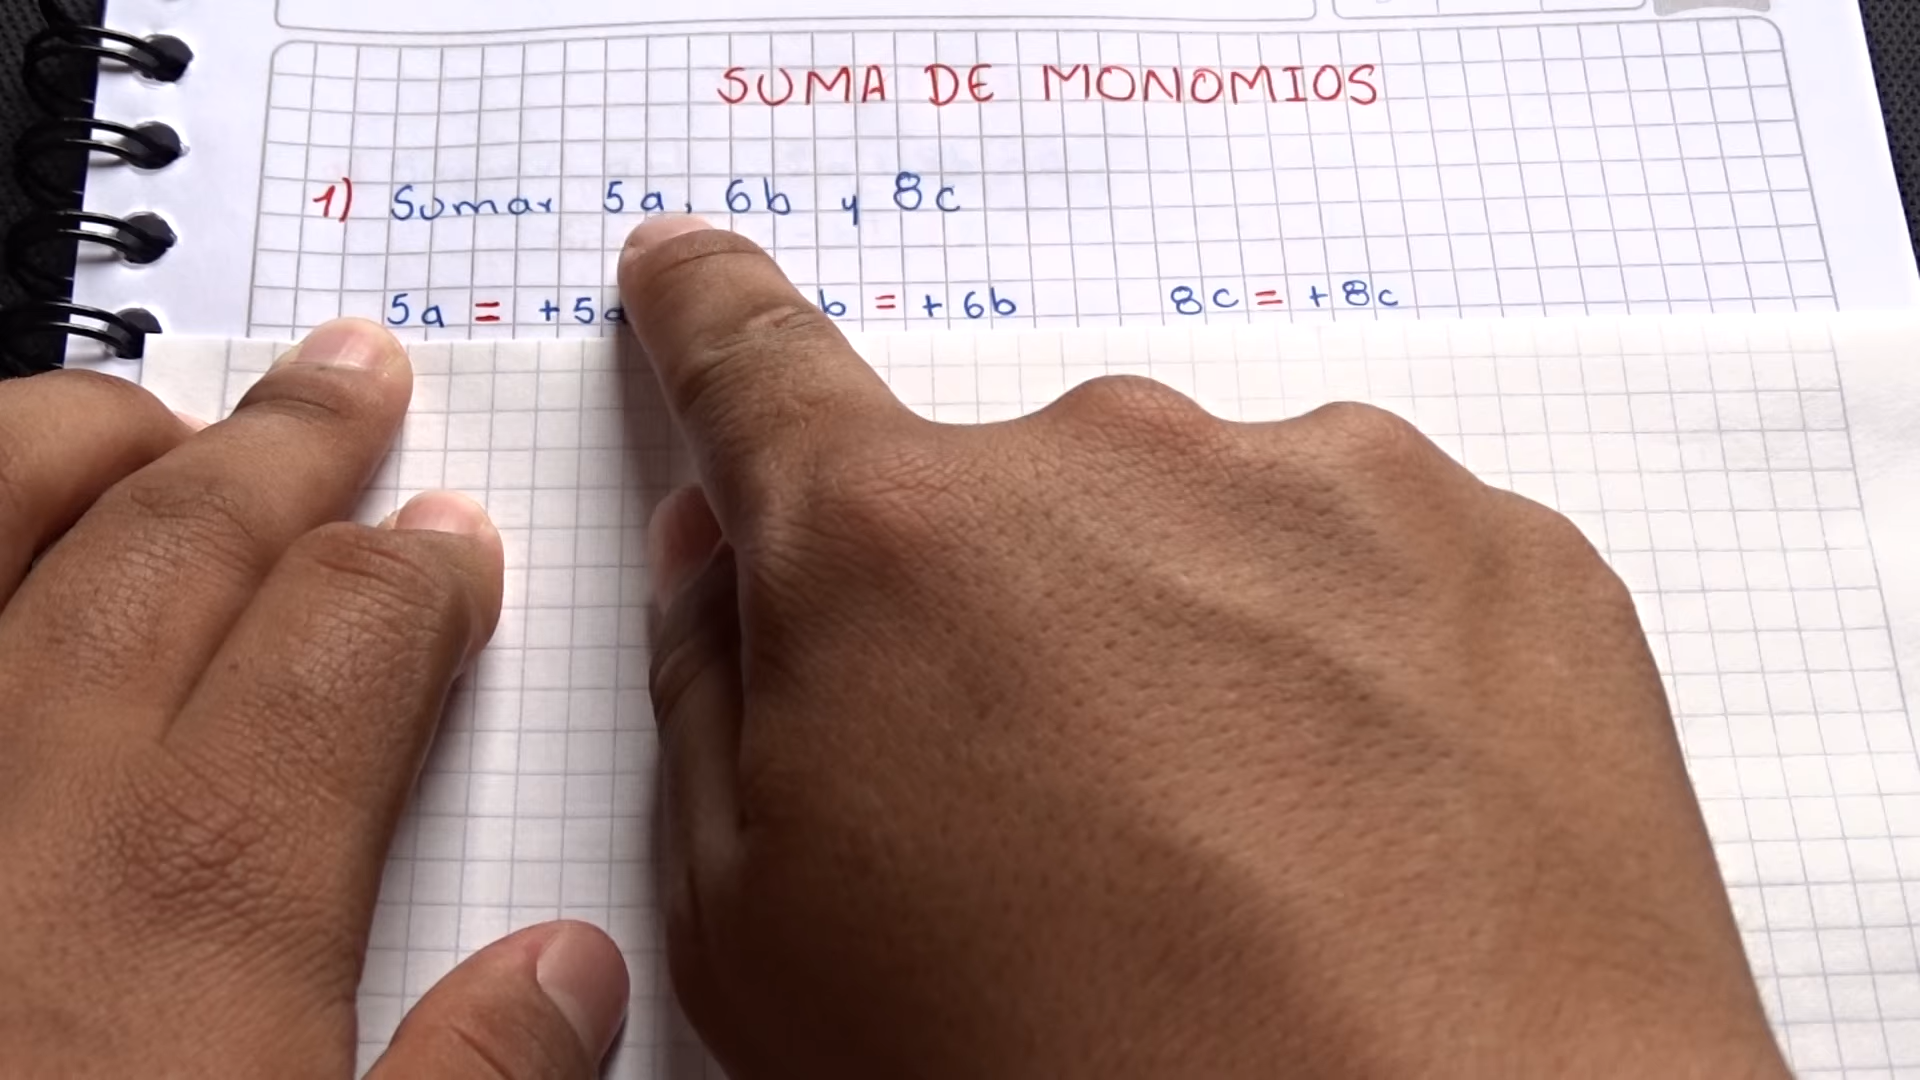 SUMA DE MONOMIOS
1) Sumar 5a, 6b y 8c
5a = +5a b = +6b 8c = +8c